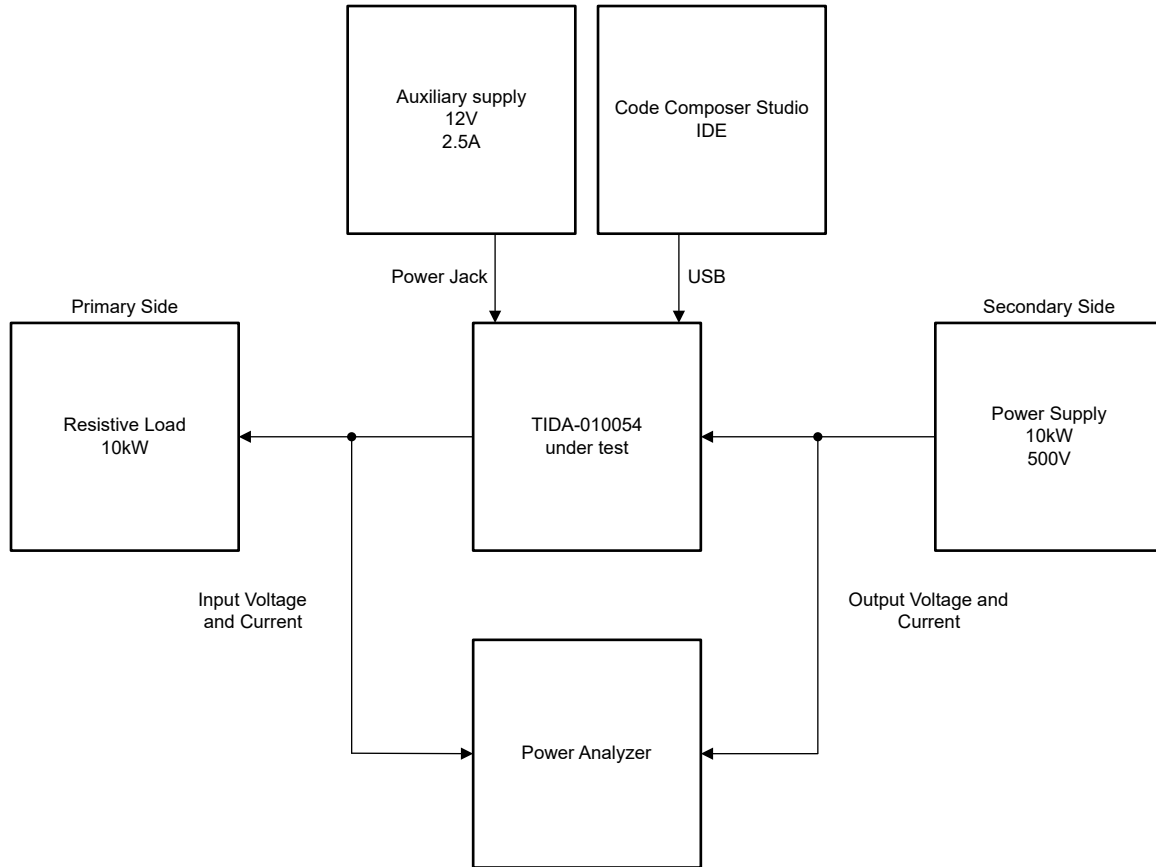 Auxiliary supply
12V
2.5A
Code Composer Studio
IDE
Power Jack
USB
Primary Side
Secondary Side
Resistive Load
10kW
TIDA-010054
under test
Power Supply
10kW
500V
Input Voltage
and Current
Output Voltage and
Current
Power Analyzer